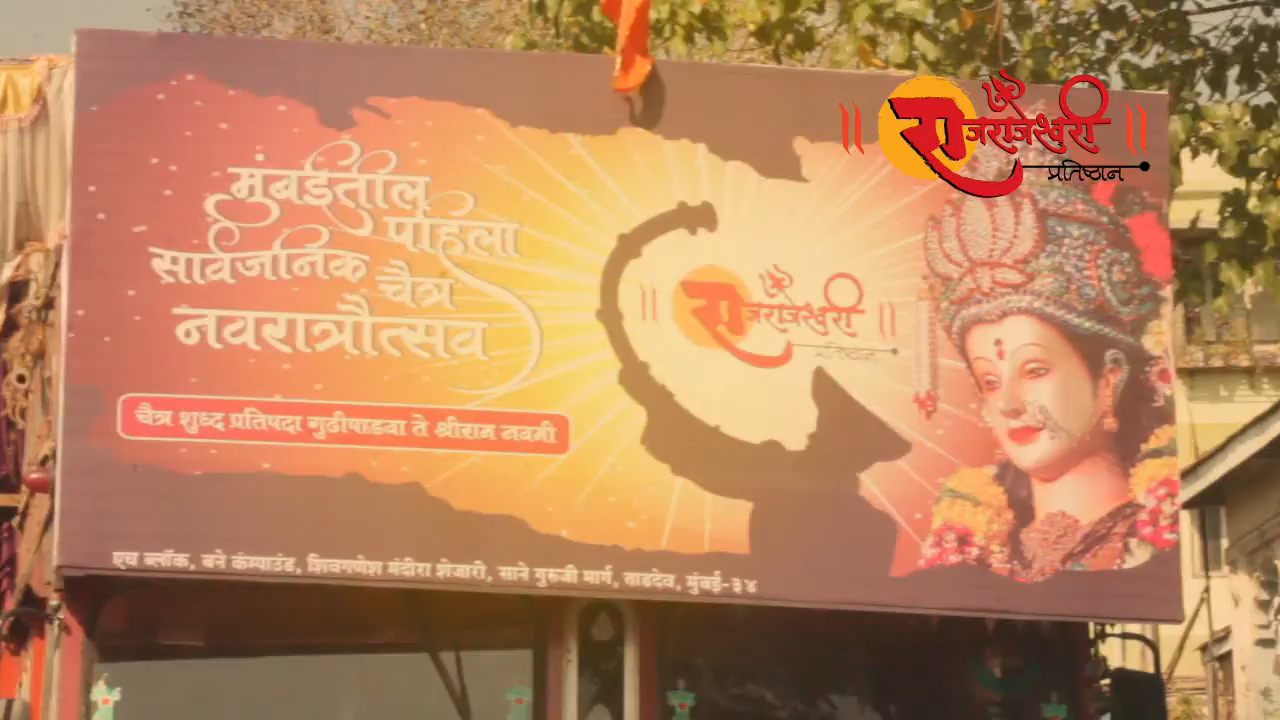 ॥ राजराजेश्वरी ॥
प्रतिष्ठान
मुंबईतील
पहिला
सार्वजनिक चैत्र
नवरात्रौत्सव
॥ राजराजेश्वरी ॥
प्रतिष्ठान
चैत्र शुध्द प्रतिपदा गुढीपाडवा ते श्रीराम नवमी
एच ब्लॉक, बने कंम्पाउंड, शिवगणेश मंदीरा शेजारी, साने गुरुजी मार्ग, ताडदेव, मुंबई-३४